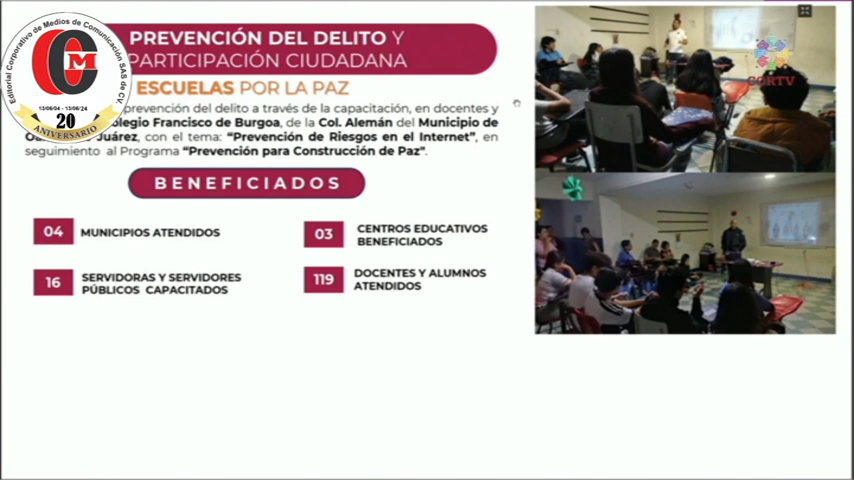 PREVENCIÓN DEL DELITO Y
PARTICIPACIÓN CIUDADANA
ESCUELAS POR LA PAZ
prevención del delito a través de la capacitación, en docentes y
Colegio Francisco de Burgoa, de la Col. Alemán del Municipio de
Juárez, con el tema: “Prevención de Riesgos en el Internet”, en
seguimiento al Programa “Prevención para Construcción de Paz”.
BENEFICIADOS
04 MUNICIPIOS ATENDIDOS
03 CENTROS EDUCATIVOS
BENEFICIADOS
16 SERVIDORAS Y SERVIDORES
PÚBLICOS CAPACITADOS
119 DOCENTES Y ALUMNOS
ATENDIDOS
Editorial Corporativo de Medios de Comunicación SAS de CV.
CM
13/06/04 - 13/06/24
20
ANIVERSARIO
CORTV